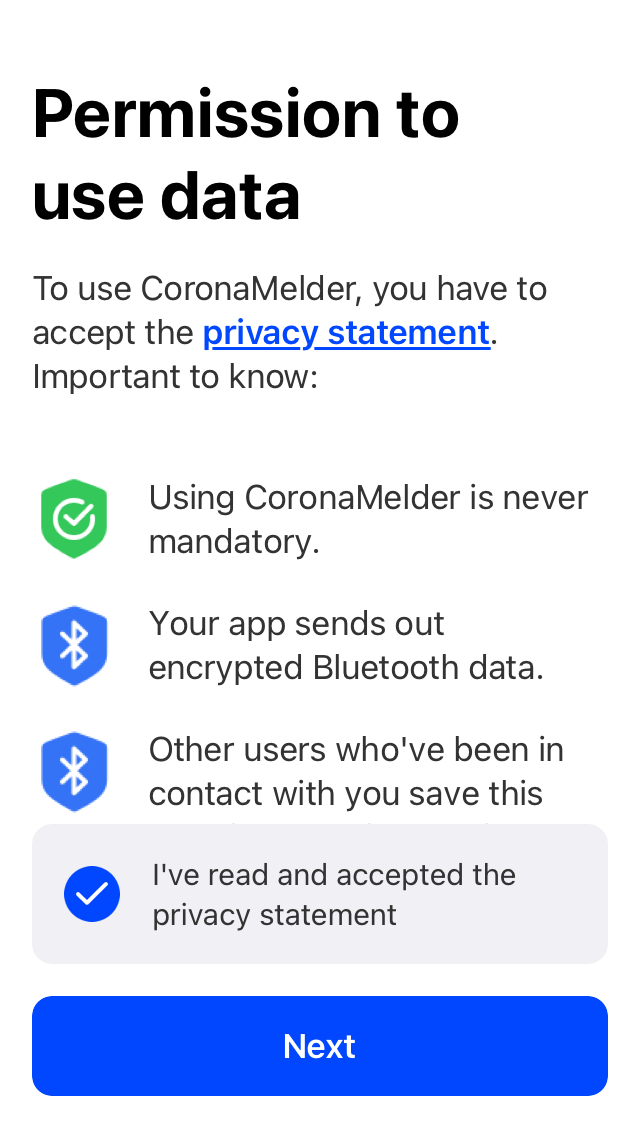 Permission to
use data
To use CoronaMelder, you have to
accept the privacy statement.
Important to know:
Using CoronaMelder is never
mandatory.
Your app sends out
encrypted Bluetooth data.
Other users who've been in
contact with you save this
I've read and accepted the
privacy statement
Next